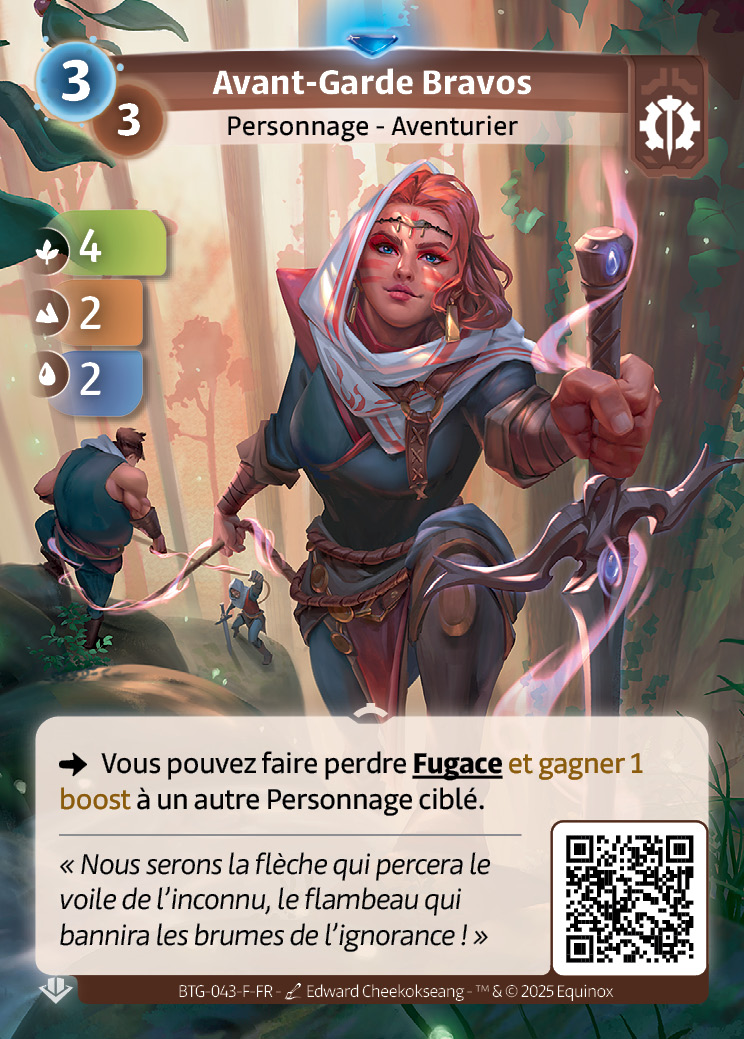 3
Avant-Garde Bravos
3
Personnage - Aventurier
4
2
2
Vous pouvez faire perdre Fugace et gagner 1
boost à un autre Personnage ciblé.
« Nous serons la flèche qui percera le
voile de l’inconnu, le flambeau qui
bannira les brumes de l’ignorance ! »
BTG-043-F-FR - Edward Cheekokseang - ™ & © 2025 Equinox